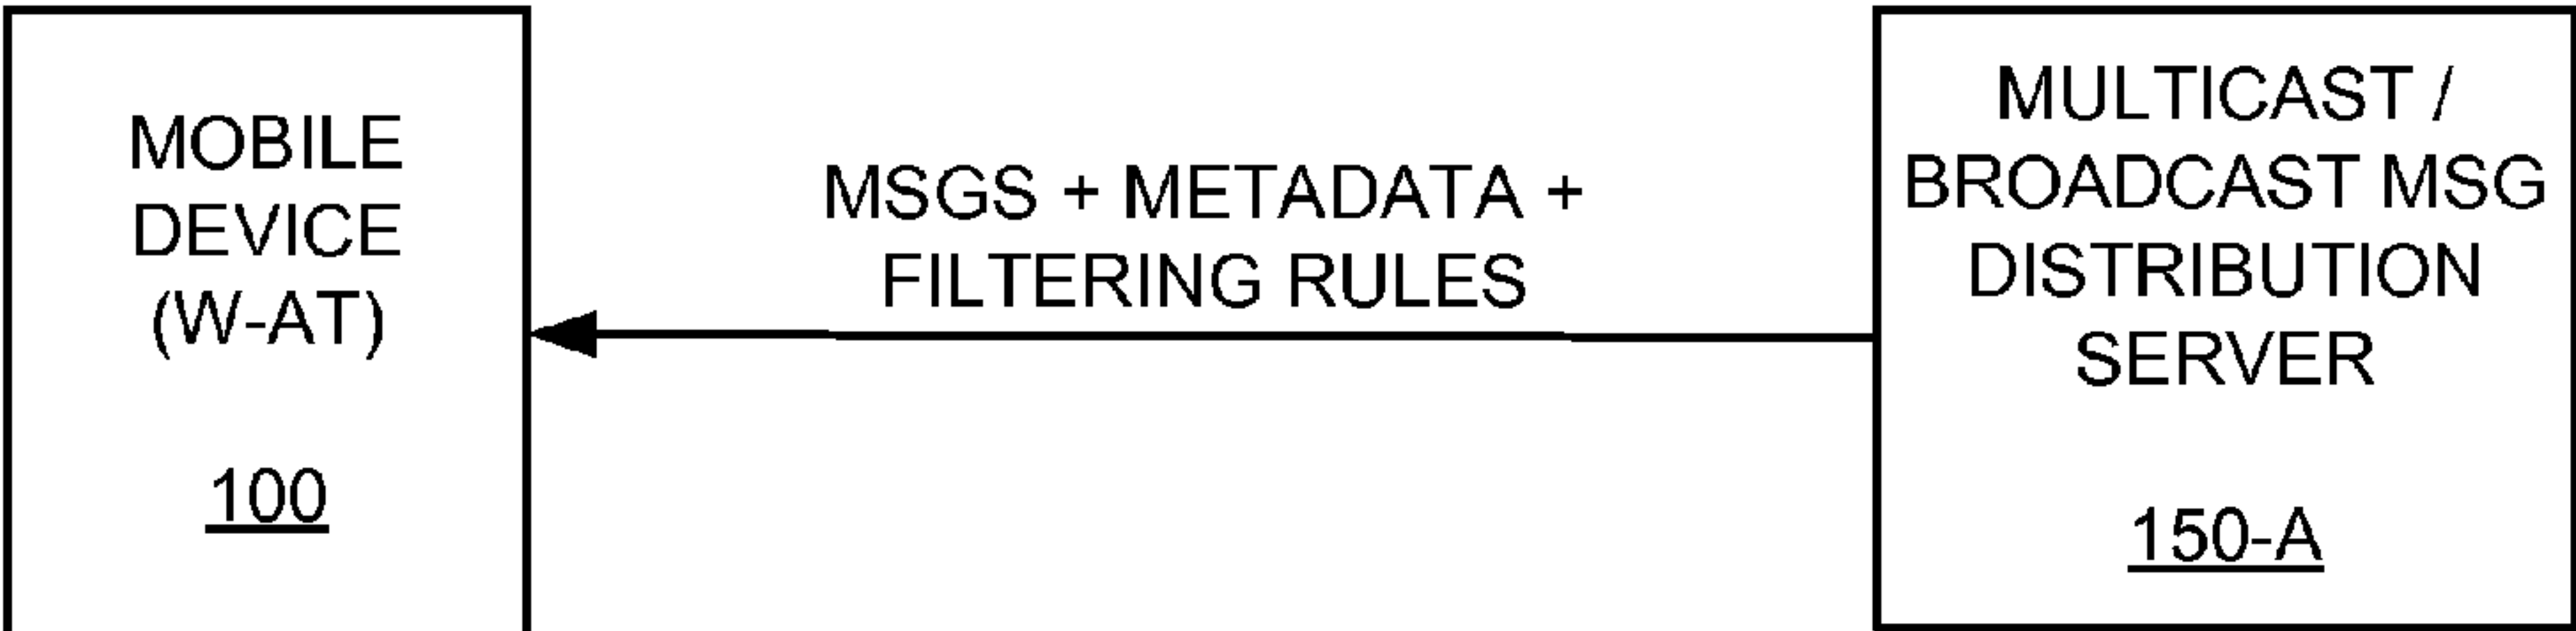 MOBILE
DEVICE
(W-AT)
100
MSGS + METADATA +
FILTERING RULES
MULTICAST /
BROADCAST MSG
DISTRIBUTION
SERVER
150-A